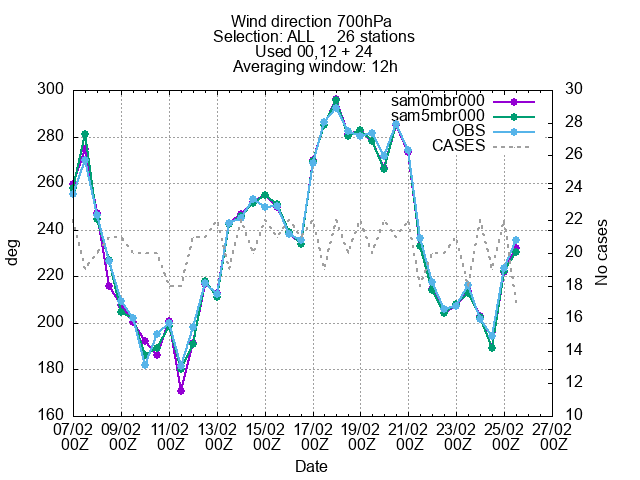 Wind direction 700hPa
Selection: ALL 26 stations
Used 00,12 + 24
Averaging window: 12h
sam0mbr000
sam5mbr000
OBS
CASES
deg
300
280
260
240
220
200
180
160
No cases
30
28
26
24
22
20
18
16
14
12
10
07/02 09/02 11/02 13/02 15/02 17/02 19/02 21/02 23/02 25/02 27/02
00Z 00Z 00Z 00Z 00Z 00Z 00Z 00Z 00Z 00Z 00Z
Date